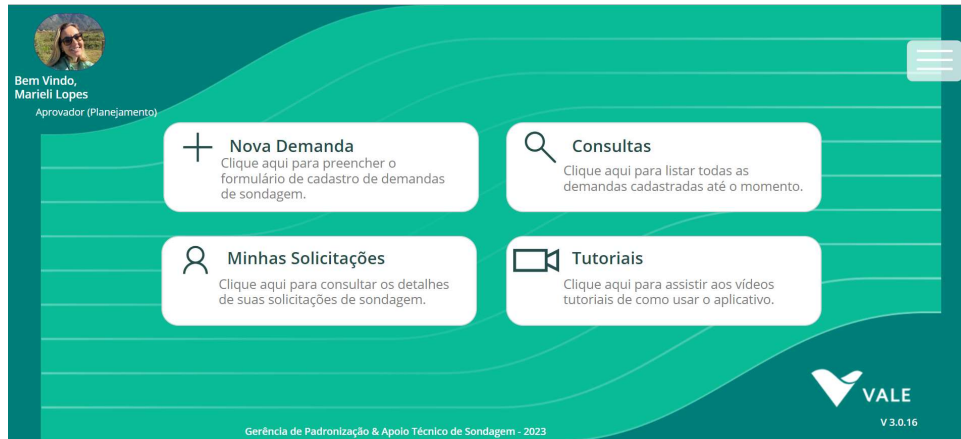 Bem Vindo,
Marieli Lopes
Aprovador (Planejamento)
Nova Demanda
Clique aqui para preencher o
formulário de cadastro de demandas
de sondagem.
Consultas
Clique aqui para listar todas as
demandas cadastradas até o momento.
Minhas Solicitações
Clique aqui para consultar os detalhes
de suas solicitações de sondagem.
Tutoriais
Clique aqui para assistir aos vídeos
tutoriais de como usar o aplicativo.
VALE
V 3.0.16
Gerência de Padronização & Apoio Técnico de Sondagem - 2023